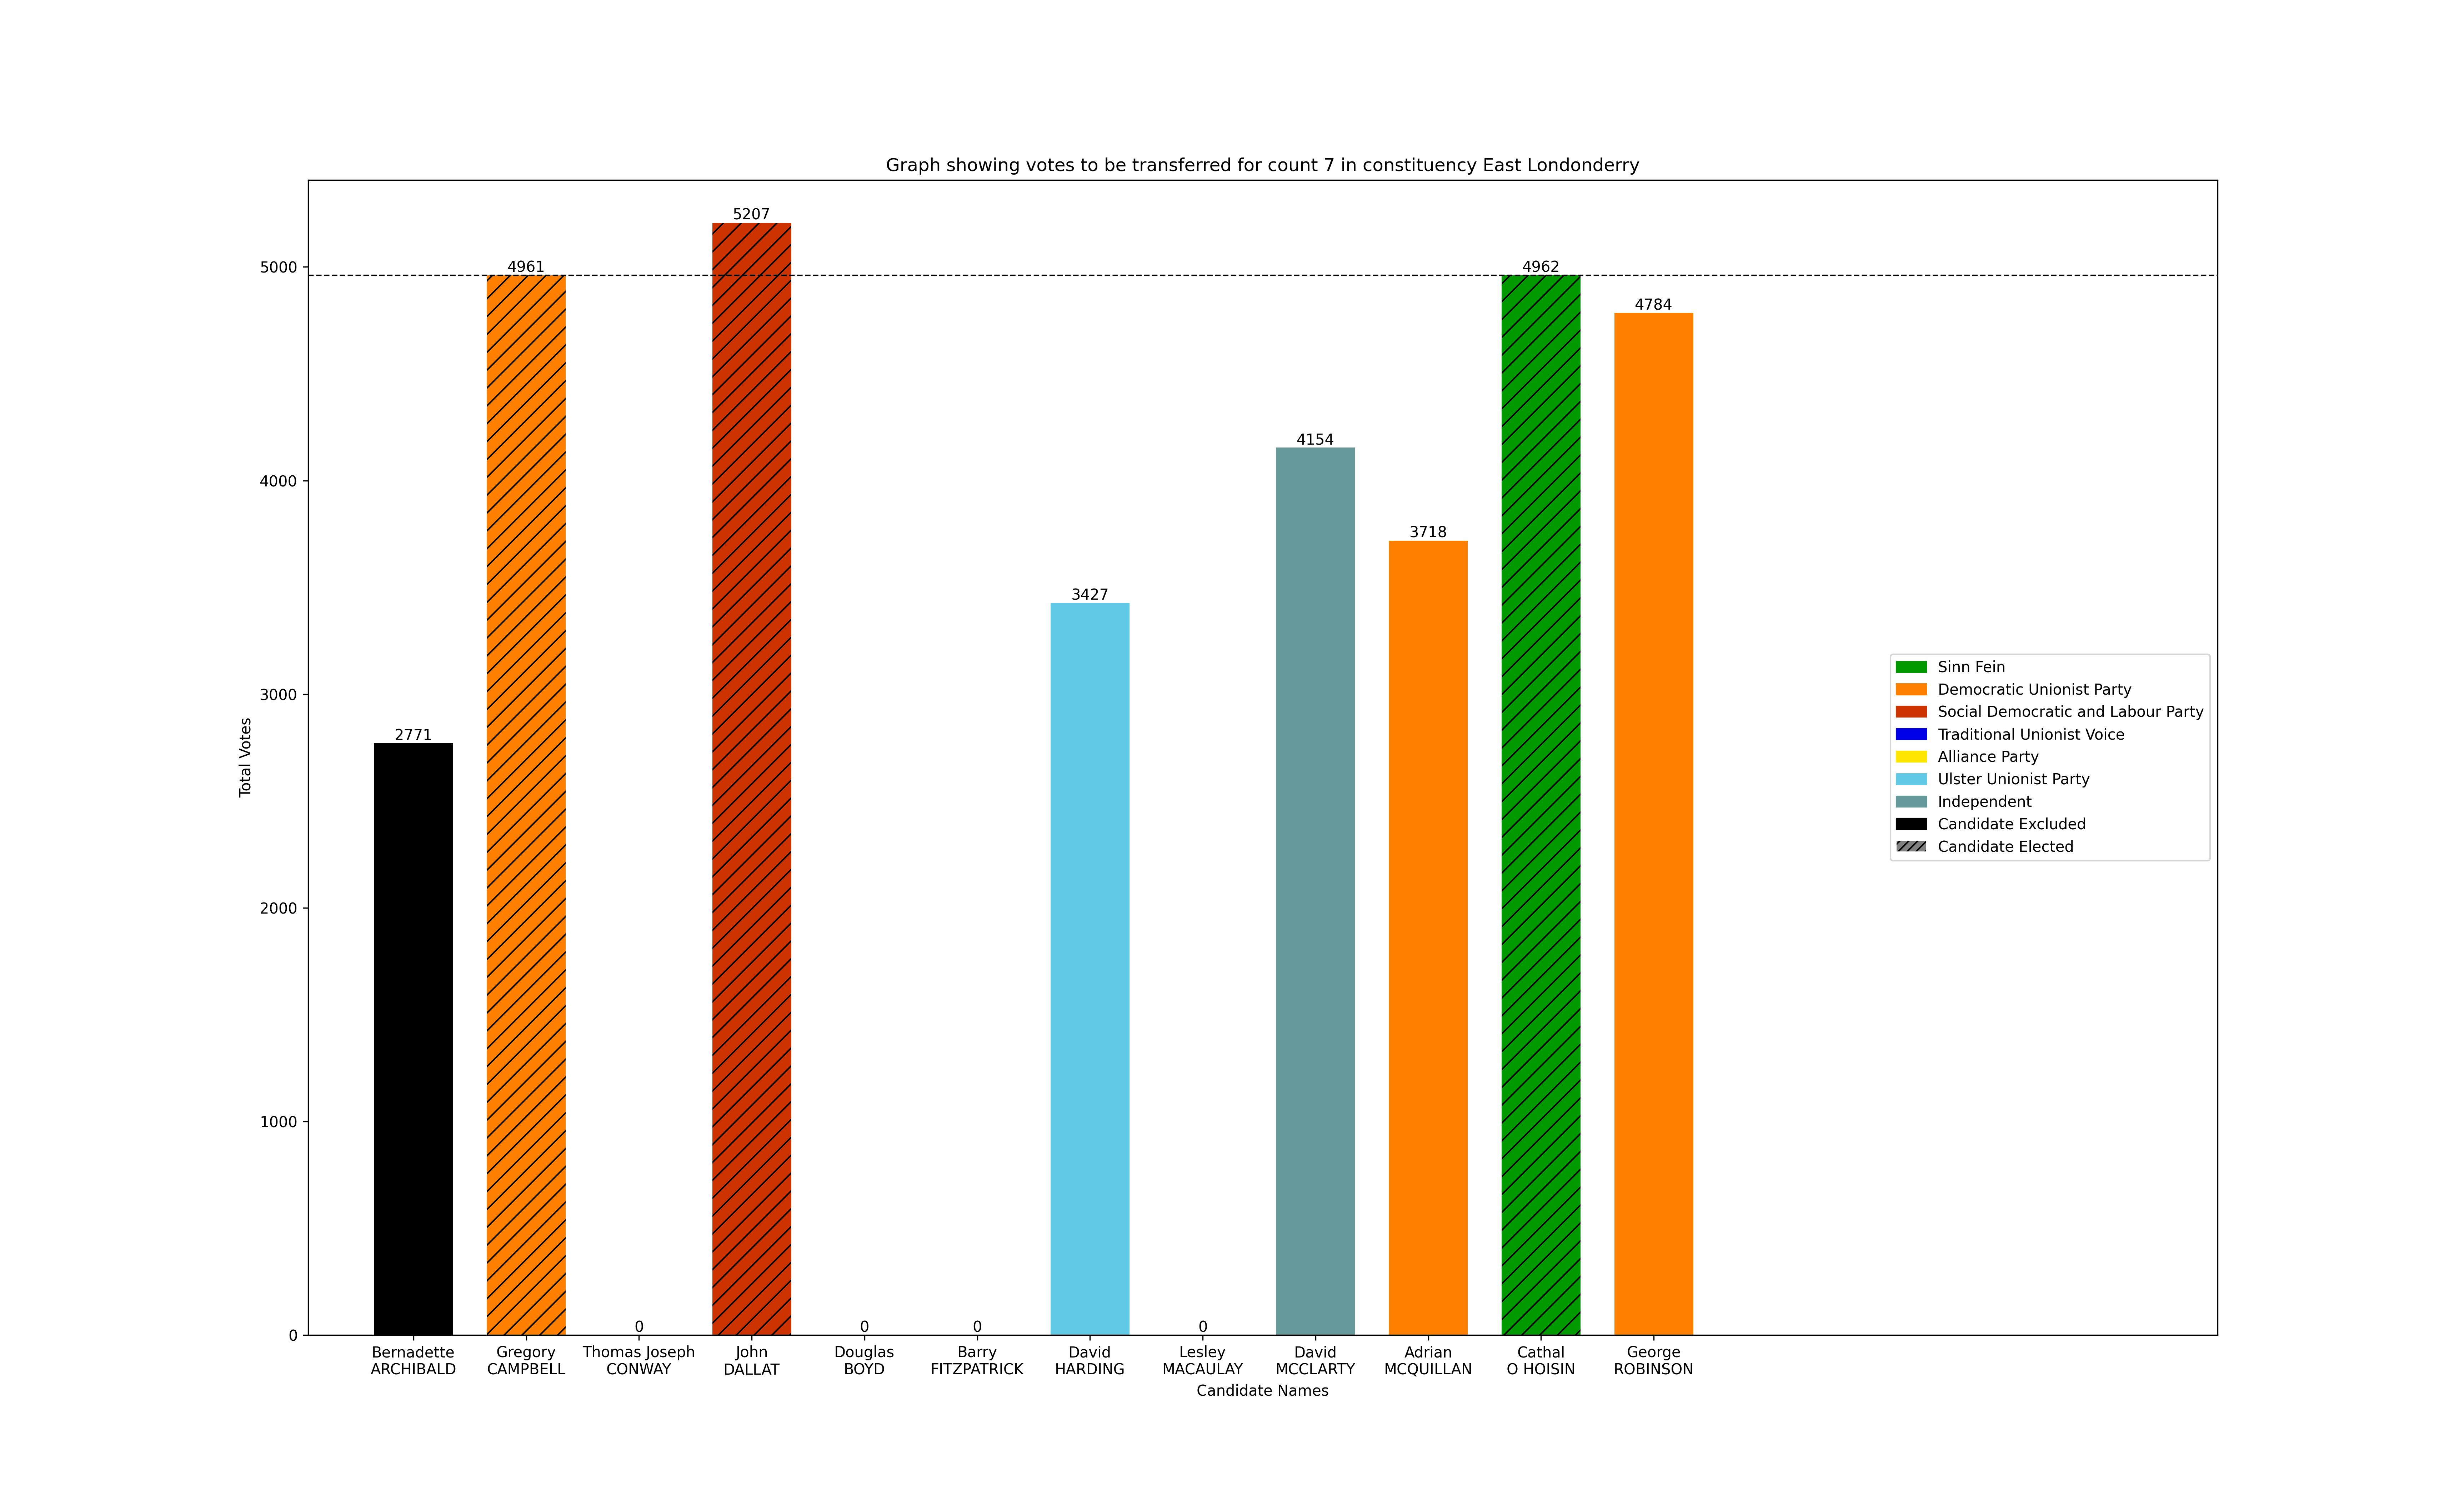 Graph showing votes to be transferred for count 7 in constituency East Londonderry
5207
5000
4961
4962
4784
4154
4000
3718
3427
3000
2771
2000
1000
0
0
0
0
0
Total Votes
Sinn Fein
Democratic Unionist Party
Social Democratic and Labour Party
Traditional Unionist Voice
Alliance Party
Ulster Unionist Party
Independent
Candidate Excluded
Candidate Elected
Bernadette
ARCHIBALD
Gregory
CAMPBELL
Thomas Joseph
CONWAY
John
DALLAT
Douglas
BOYD
Barry
FITZPATRICK
David
HARDING
Lesley
MACAULAY
David
MCCLARTY
Adrian
MCQUILLAN
Cathal
O HOISIN
George
ROBINSON
Candidate Names